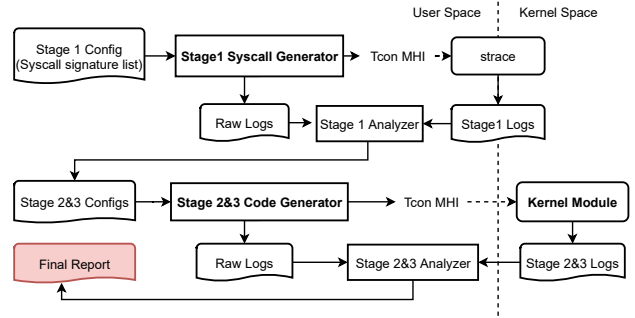 User Space
Kernel Space
Stage 1 Config
(Syscall signature list)
Stage1 Syscall Generator
Tcon MHI
strace
Raw Logs
Stage 1 Analyzer
Stage1 Logs
Stage 2&3 Configs
Stage 2&3 Code Generator
Tcon MHI
Kernel Module
Final Report
Raw Logs
Stage 2&3 Analyzer
Stage 2&3 Logs